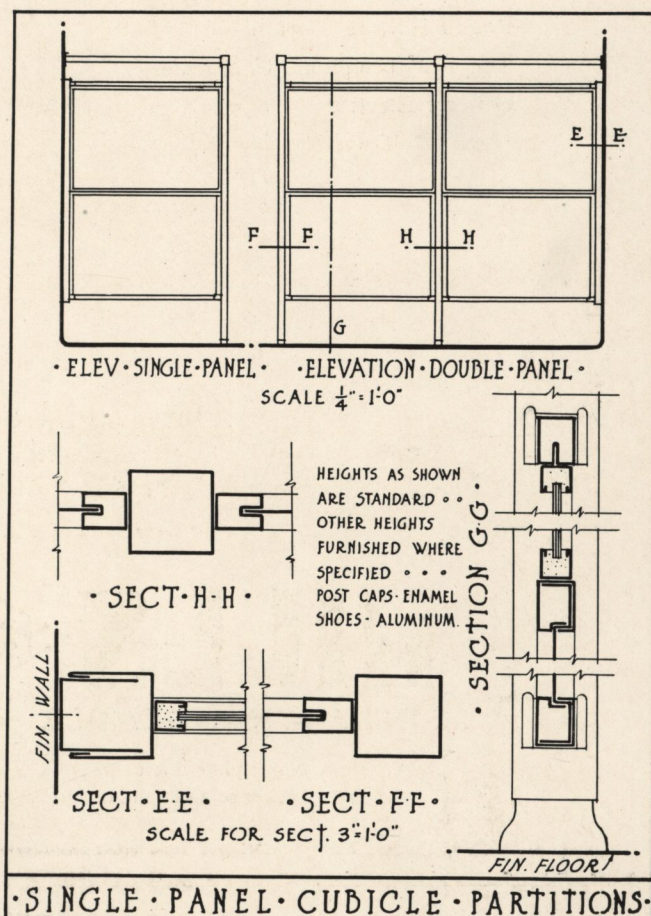 E E
F F
H H
G
·ELEV·SINGLE·PANEL·
·ELEVATION·DOUBLE·PANEL·
SCALE ¼"=1'-0"
HEIGHTS AS SHOWN
ARE STANDARD · ·
OTHER HEIGHTS
FURNISHED WHERE
SPECIFIED · · ·
POST CAPS·ENAMEL
SHOES·ALUMINUM.
·SECT·H-H·
·SECTION G-G·
FIN. WALL
SECT·E·E·
·SECT·F·F·
SCALE FOR SECT. 3"=1'-0"
FIN. FLOOR
·SINGLE·PANEL·CUBICLE·PARTITIONS·